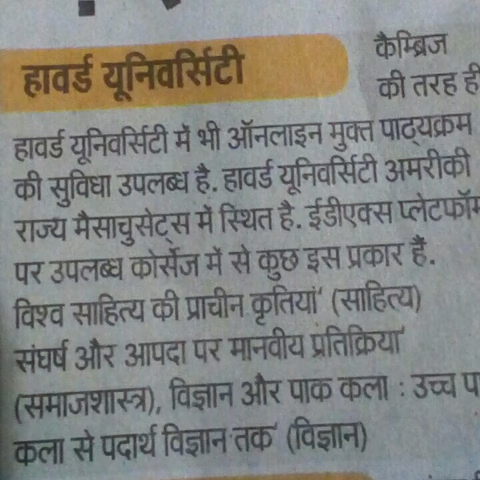 कैम्ब्रिज
हावर्ड यूनिवर्सिटी
की तरह ही
हावर्ड यूनिवर्सिटी में भी ऑनलाइन मुक्त पाठ्यक्रम
की सुविधा उपलब्ध है. हावर्ड यूनिवर्सिटी अमरीकी
राज्य मैसाचुसेट्स में स्थित है. ईडीएक्स प्लेटफॉर्म
पर उपलब्ध कोर्सेज में से कुछ इस प्रकार हैं.
विश्व साहित्य की प्राचीन कृतियां' (साहित्य)
संघर्ष और आपदा पर मानवीय प्रतिक्रिया'
(समाजशास्त्र), विज्ञान और पाक कला : उच्च
कला से पदार्थ विज्ञान तक' (विज्ञान)